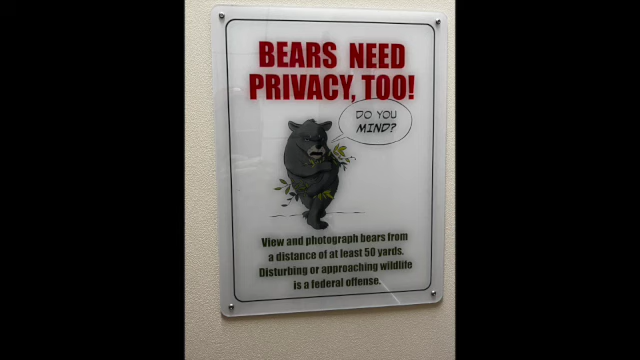 BEARS NEED
PRIVACY, TOO!
DO YOU
MIND?
View and photograph bears from
a distance of at least 50 yards.
Disturbing or approaching wildlife
is a federal offense.